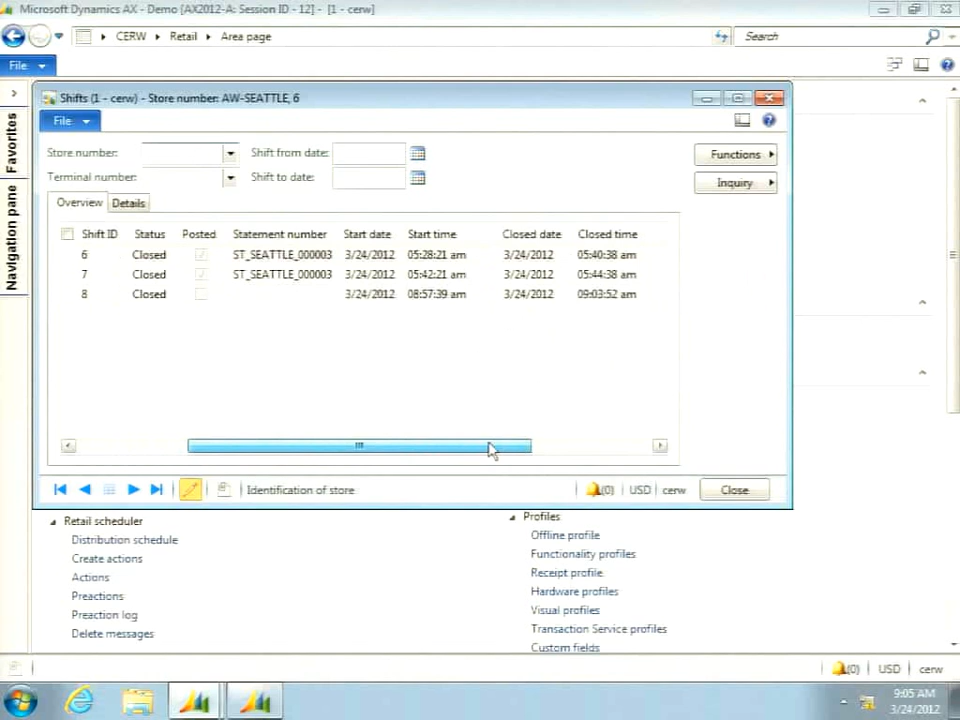 Microsoft Dynamics AX - Demo [AX2012-A: Session ID - 12] - [1 - cerw]
CERW Retail Area page
Search
File
Shifts (1 - cerw) - Store number: AW-SEATTLE, 6
File
Favorites
Navigation pane
Store number: Shift from date: Functions
Terminal number: Shift to date: Inquiry
Overview Details
Shift ID Status Posted Statement number Start date Start time Closed date Closed time
6 Closed ST_SEATTLE_000003 3/24/2012 05:28:21 am 3/24/2012 05:40:38 am
7 Closed ST_SEATTLE_000003 3/24/2012 05:42:21 am 3/24/2012 05:44:38 am
8 Closed 3/24/2012 08:57:39 am 3/24/2012 09:03:52 am
Identification of store (0) USD cerw Close
Retail scheduler
Distribution schedule
Create actions
Actions
Preactions
Preaction log
Delete messages
Profiles
Offline profile
Functionality profiles
Receipt profile
Hardware profiles
Visual profiles
Transaction Service profiles
Custom fields
(0) USD cerw
9:05 AM
3/24/2012